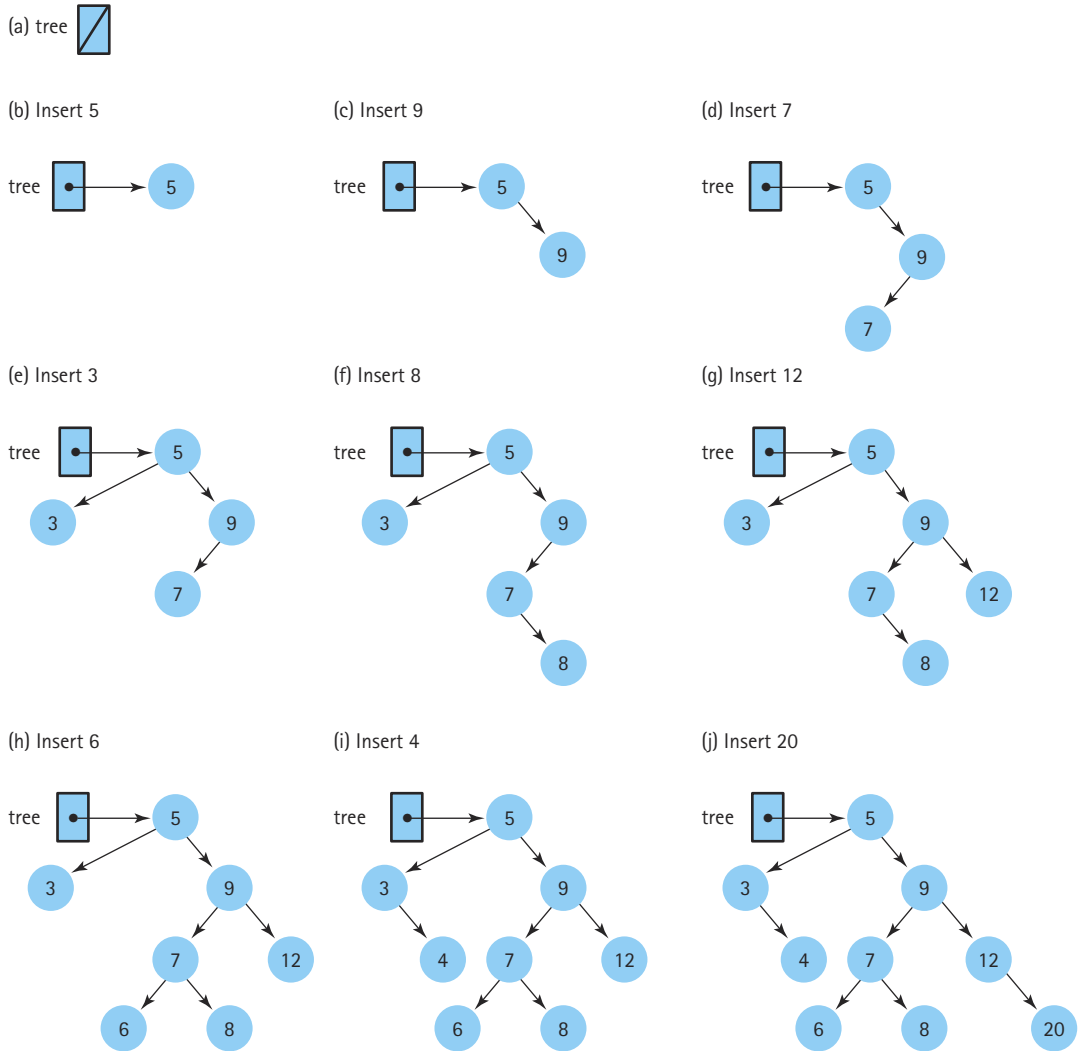 (a) tree
(b) Insert 5
(c) Insert 9
(d) Insert 7
tree 5
9
tree 5
9
tree 5
9
7
(e) Insert 3
(f) Insert 8
(g) Insert 12
tree 5
3 9
7
tree 5
3 9
7
8
tree 5
3 9
7 12
8
(h) Insert 6
(i) Insert 4
(j) Insert 20
tree 5
3 9
7 12
6 8
tree 5
3 9
4 7 12
6 8
tree 5
3 9
4 7 12
6 8 20